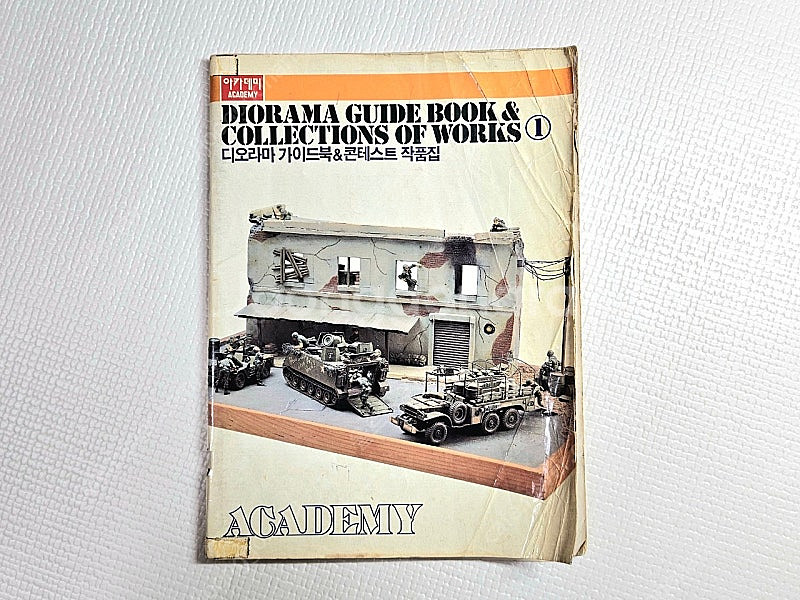 아카데미
ACADEMY
DIORAMA GUIDE BOOK &
COLLECTIONS OF WORKS ①
디오라마 가이드북&콘테스트 작품집
ACADEMY